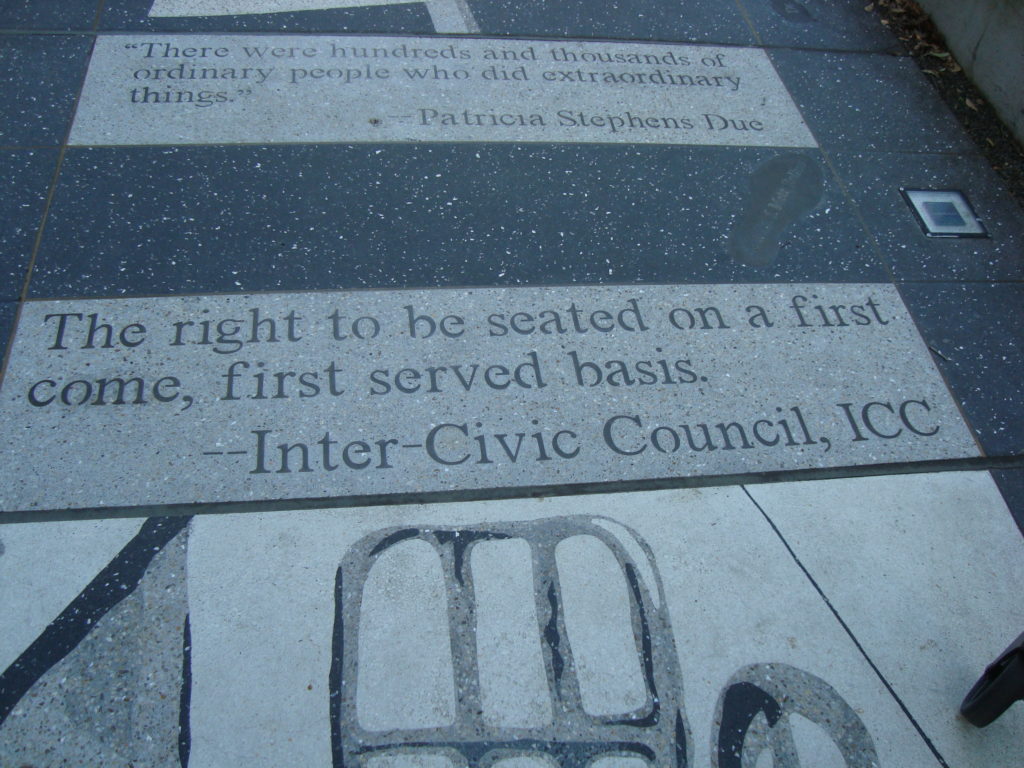 “There were hundreds and thousands of
ordinary people who did extraordinary
things.”
--Patricia Stephens Due
The right to be seated on a first
come, first served basis.
--Inter-Civic Council, ICC